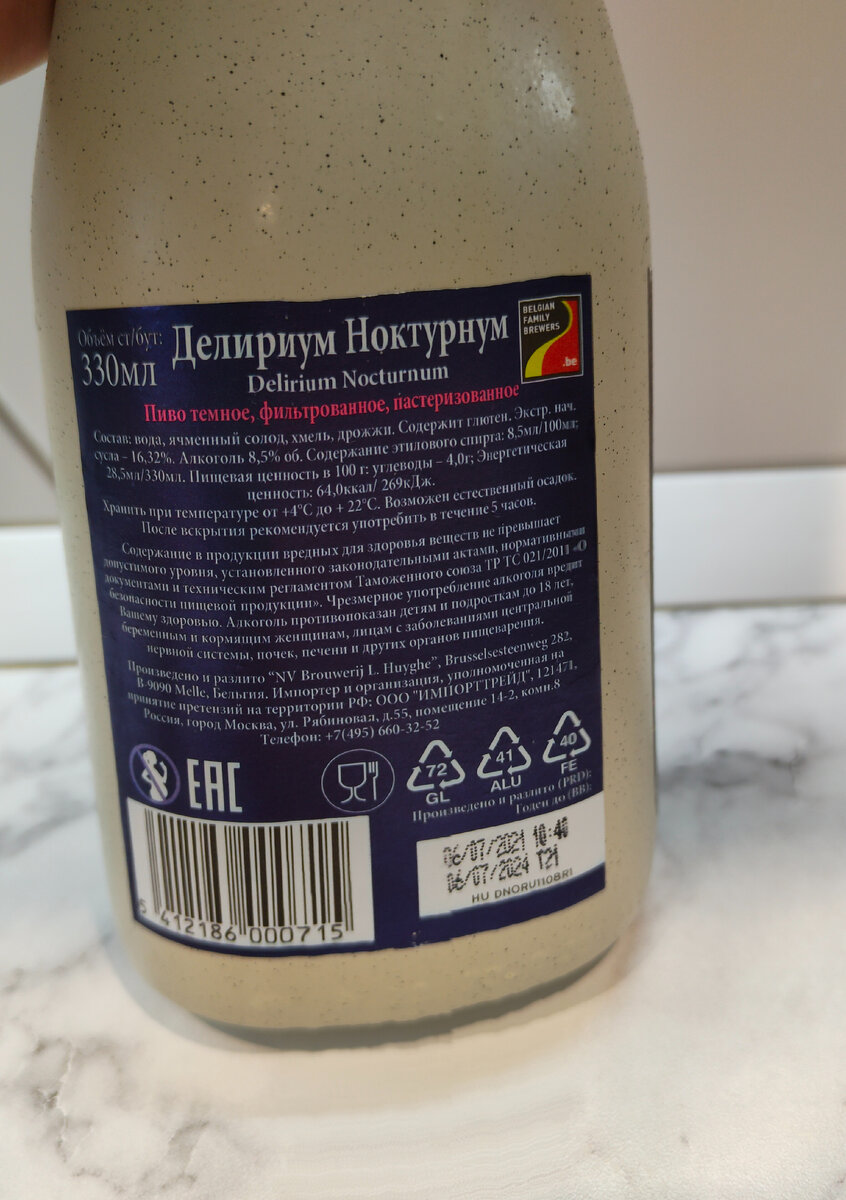 Объём ст/бут:
330мл
Делириум Ноктурнум
Delirium Nocturnum
BELGIAN
FAMILY
BREWERS
.be
Пиво темное, фильтрованное, пастеризованное
Состав: вода, ячменный солод, хмель, дрожжи. Содержит глютен. Экстр. нач.
сусла – 16,32%. Алкоголь 8,5% об. Содержание этилового спирта: 8,5мл/100мл;
28,5мл/330мл. Пищевая ценность в 100 г: углеводы – 4,0г; Энергетическая
ценность: 64,0ккал/ 269кДж.
Хранить при температуре от +4°С до + 22°С. Возможен естественный осадок.
После вскрытия рекомендуется употребить в течение 5 часов.
Содержание в продукции вредных для здоровья веществ не превышает
допустимого уровня, установленного законодательными актами, нормативными
документами и техническим регламентом Таможенного союза ТР ТС 021/2011 «О
безопасности пищевой продукции». Чрезмерное употребление алкоголя вредит
Вашему здоровью. Алкоголь противопоказан детям и подросткам до 18 лет,
беременным и кормящим женщинам, лицам с заболеваниями центральной
нервной системы, почек, печени и других органов пищеварения.
Произведено и разлито “NV Brouwerij L. Huyghe”, Brusselsesteenweg 282,
B-9090 Melle, Бельгия. Импортер и организация, уполномоченная на
принятие претензий на территории РФ: ООО "ИМПОРТТРЕЙД", 121471,
Россия, город Москва, ул. Рябиновая, д.55, помещение 14-2, комн.8
Телефон: +7(495) 660-32-52
EAC
72
GL
41
ALU
40
FE
Произведено и разлито (PRD):
Годен до (BB):
06/07/2021 10:40
06/07/2024 T21
HU DNORU1108R1
5 412186 000715